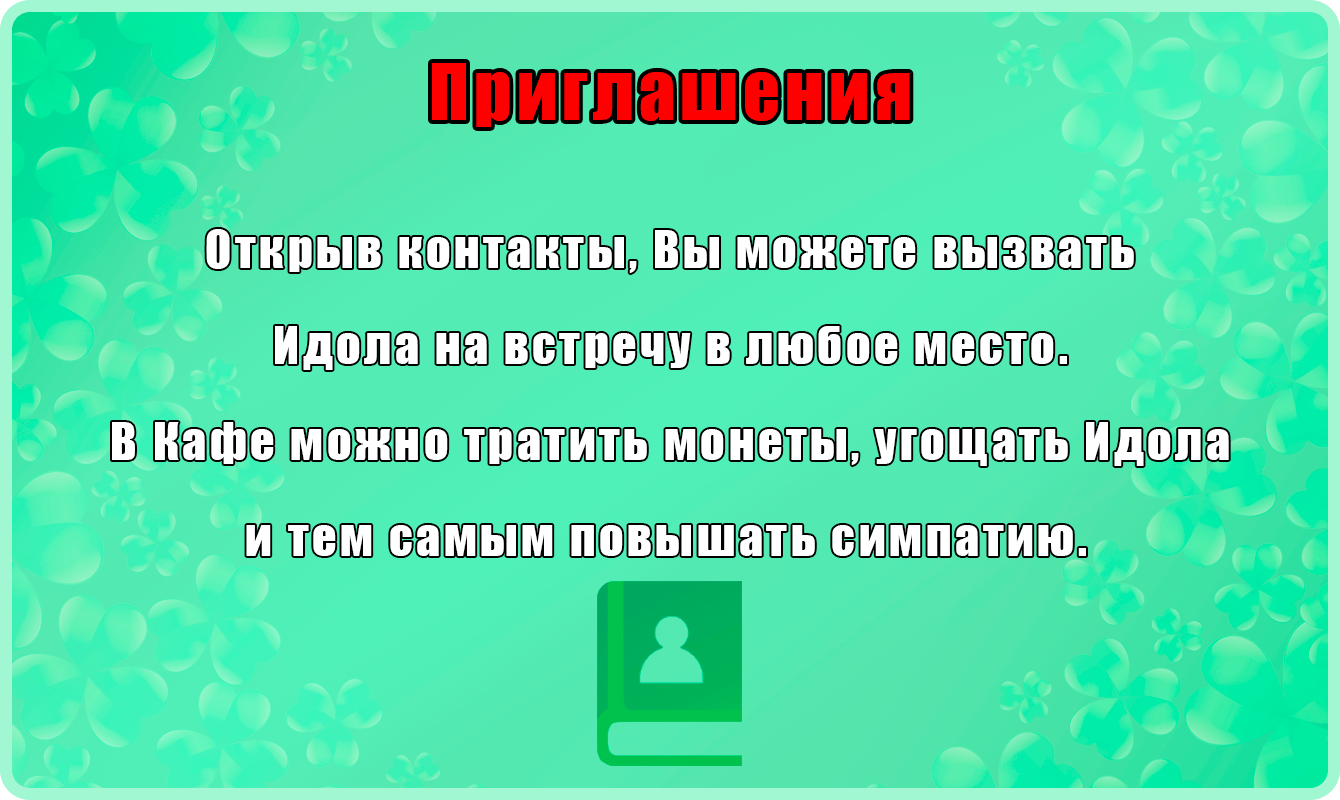 Приглашения
Открыв контакты, Вы можете вызвать
Идола на встречу в любое место.
В Кафе можно тратить монеты, угощать Идола
и тем самым повышать симпатию.